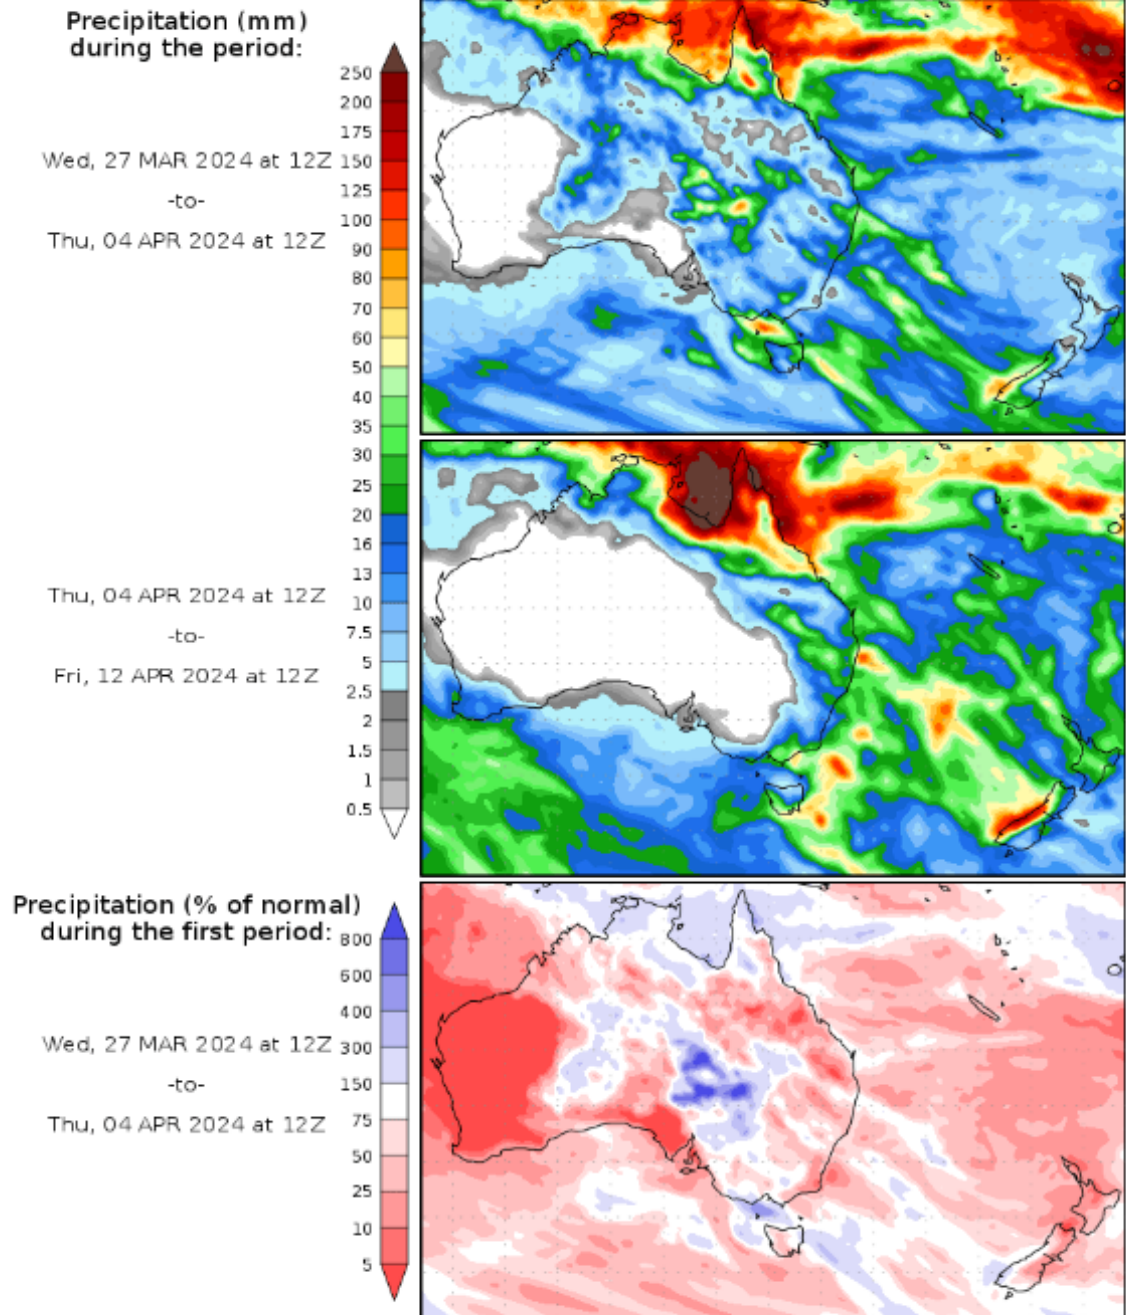 Precipitation (mm)
during the period:
250
200
175
Wed, 27 MAR 2024 at 12Z
150
-to-
125
Thu, 04 APR 2024 at 12Z
100
90
80
70
60
50
40
35
30
25
20
16
13
Thu, 04 APR 2024 at 12Z
10
-to-
7.5
5
Fri, 12 APR 2024 at 12Z
2.5
2
1.5
1
0.5
Precipitation (% of normal)
during the first period:
800
600
400
Wed, 27 MAR 2024 at 12Z
300
-to-
150
Thu, 04 APR 2024 at 12Z
75
50
25
10
5